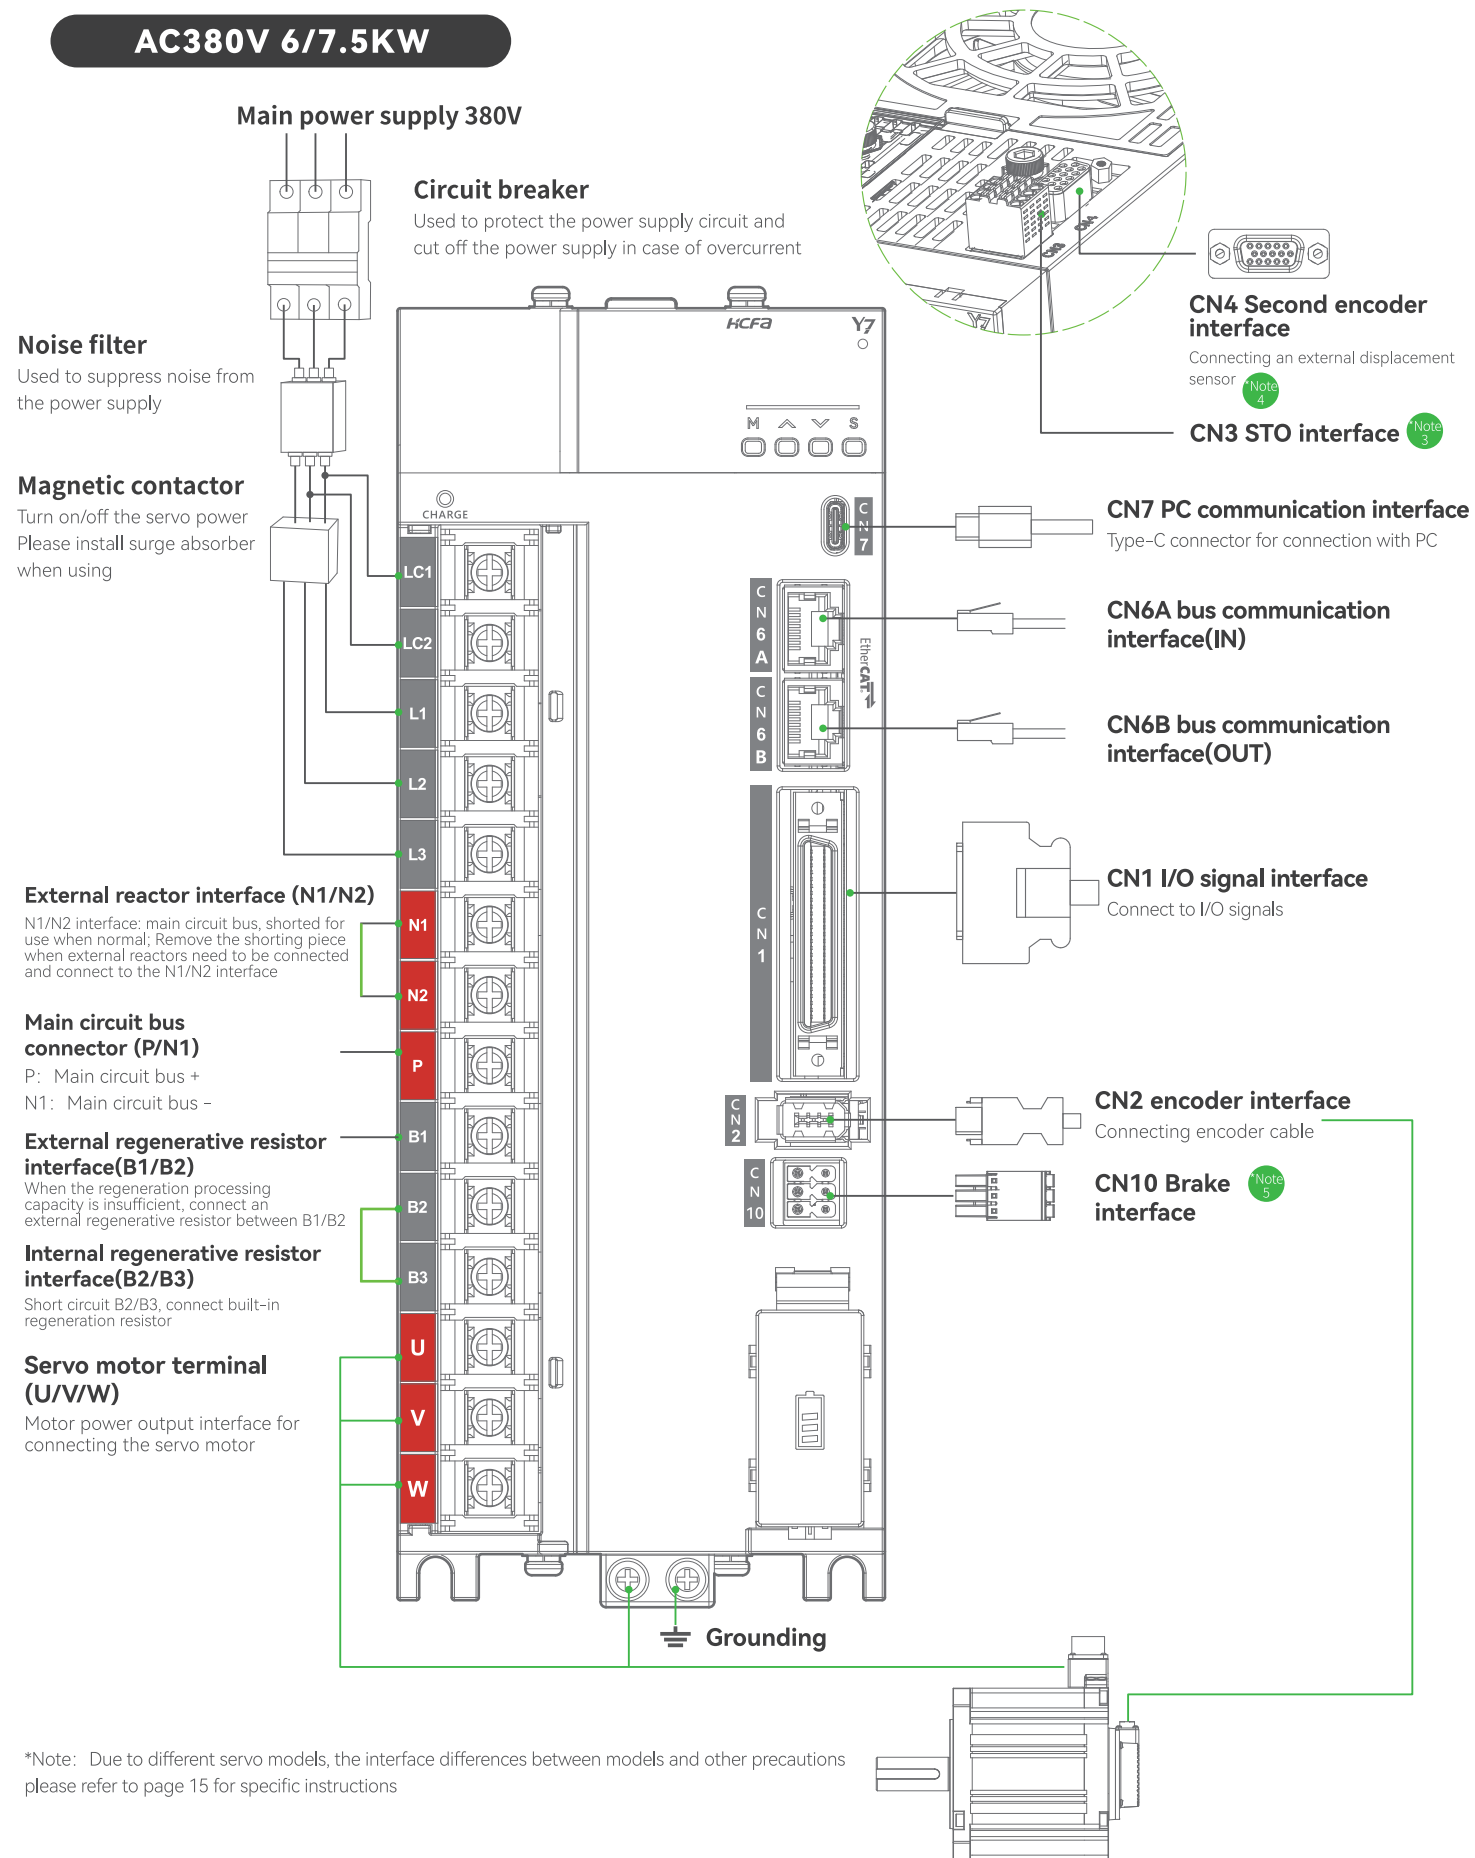 AC380V 6/7.5KW
Main power supply 380V
Circuit breaker
Used to protect the power supply circuit and
cut off the power supply in case of overcurrent
Noise filter
Used to suppress noise from
the power supply
Magnetic contactor
Turn on/off the servo power
Please install surge absorber
when using
External reactor interface (N1/N2)
N1/N2 interface: main circuit bus, shorted for
use when normal; Remove the shorting piece
when external reactors need to be connected
and connect to the N1/N2 interface
Main circuit bus
connector (P/N1)
P: Main circuit bus +
N1: Main circuit bus -
External regenerative resistor
interface(B1/B2)
When the regeneration processing
capacity is insufficient, connect an
external regenerative resistor between B1/B2
Internal regenerative resistor
interface(B2/B3)
Short circuit B2/B3, connect built-in
regeneration resistor
Servo motor terminal
(U/V/W)
Motor power output interface for
connecting the servo motor
HCFA
Y7
M
S
CHARGE
LC1
LC2
L1
L2
L3
N1
N2
P
B1
B2
B3
U
V
W
CN7
CN6A
CN6B
EtherCAT
CN1
CN2
CN10
CN3
CN4
Y7
CN4 Second encoder
interface
Connecting an external displacement
sensor
*Note
4
CN3 STO interface
*Note
3
CN7 PC communication interface
Type-C connector for connection with PC
CN6A bus communication
interface(IN)
CN6B bus communication
interface(OUT)
CN1 I/O signal interface
Connect to I/O signals
CN2 encoder interface
Connecting encoder cable
CN10 Brake
interface
*Note
5
Grounding
*Note: Due to different servo models, the interface differences between models and other precautions
please refer to page 15 for specific instructions